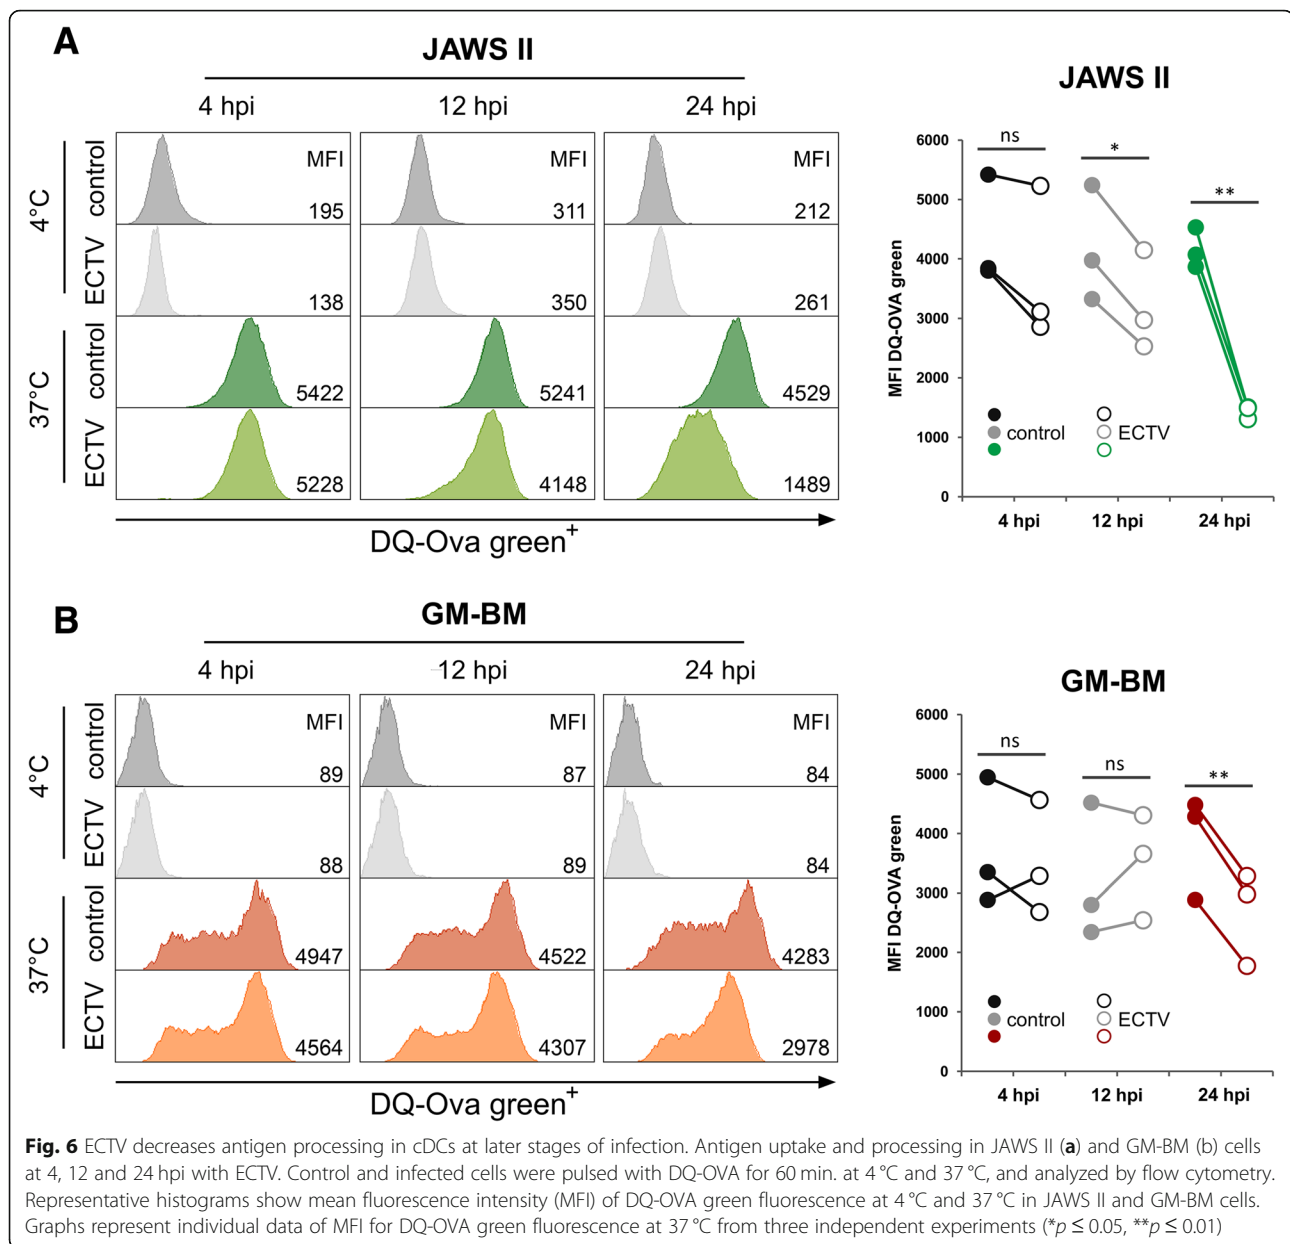 A
JAWS II
4 hpi 12 hpi 24 hpi
4°C
control
MFI MFI MFI
195 311 212
ECTV
138 350 261
37°C
control
5422 5241 4529
ECTV
5228 4148 1489
DQ-Ova green+
JAWS II
MFI DQ-OVA green
6000
5000
4000
3000
2000
1000
0
ns * **
control ECTV
4 hpi 12 hpi 24 hpi
B
GM-BM
4 hpi 12 hpi 24 hpi
4°C
control
MFI MFI MFI
89 87 84
ECTV
88 89 84
37°C
control
4947 4522 4283
ECTV
4564 4307 2978
DQ-Ova green+
GM-BM
MFI DQ-OVA green
6000
5000
4000
3000
2000
1000
0
ns ns **
control ECTV
4 hpi 12 hpi 24 hpi
Fig. 6 ECTV decreases antigen processing in cDCs at later stages of infection. Antigen uptake and processing in JAWS II (a) and GM-BM (b) cells
at 4, 12 and 24 hpi with ECTV. Control and infected cells were pulsed with DQ-OVA for 60 min. at 4 °C and 37 °C, and analyzed by flow cytometry.
Representative histograms show mean fluorescence intensity (MFI) of DQ-OVA green fluorescence at 4 °C and 37 °C in JAWS II and GM-BM cells.
Graphs represent individual data of MFI for DQ-OVA green fluorescence at 37 °C from three independent experiments (*p ≤ 0.05, **p ≤ 0.01)